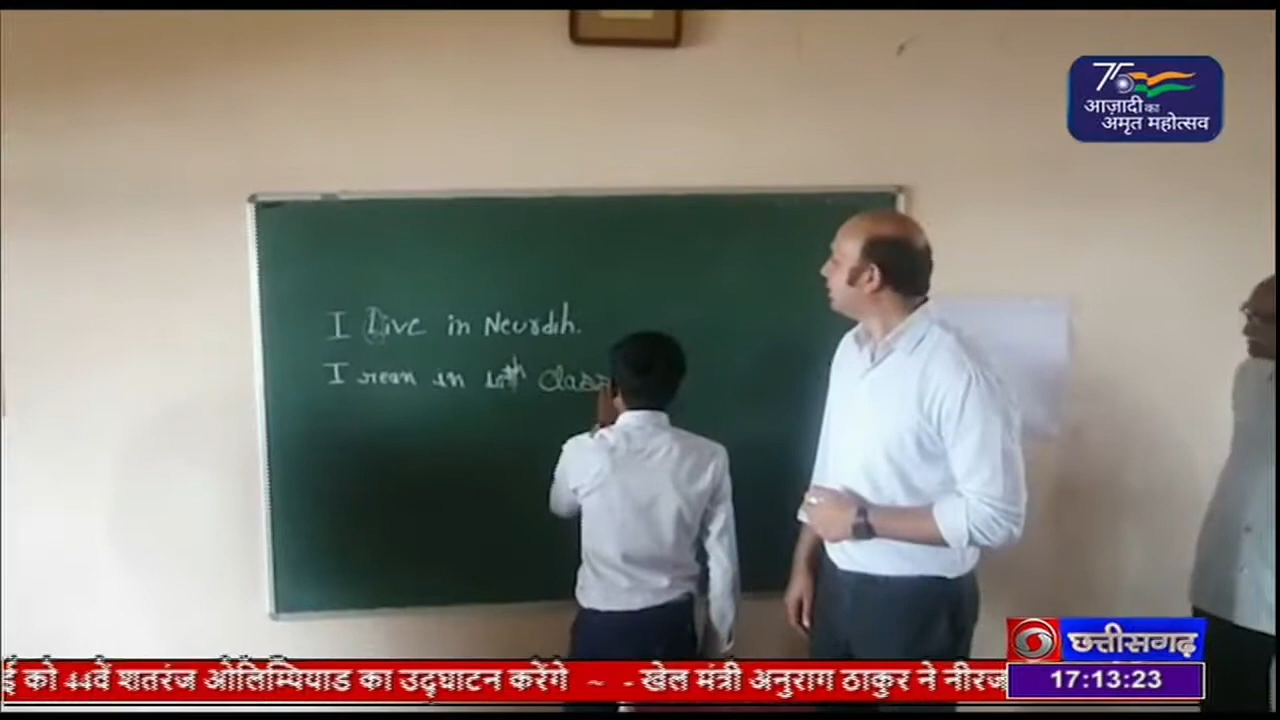 75
आज़ादी का
अमृत महोत्सव
I Live in Neurdih.
I rean in 10th class
छत्तीसगढ़
को 44वें शतरंज ओलिम्पियाड का उद्घाटन करेंगे ~ - खेल मंत्री अनुराग ठाकुर ने नीरज
17:13:23